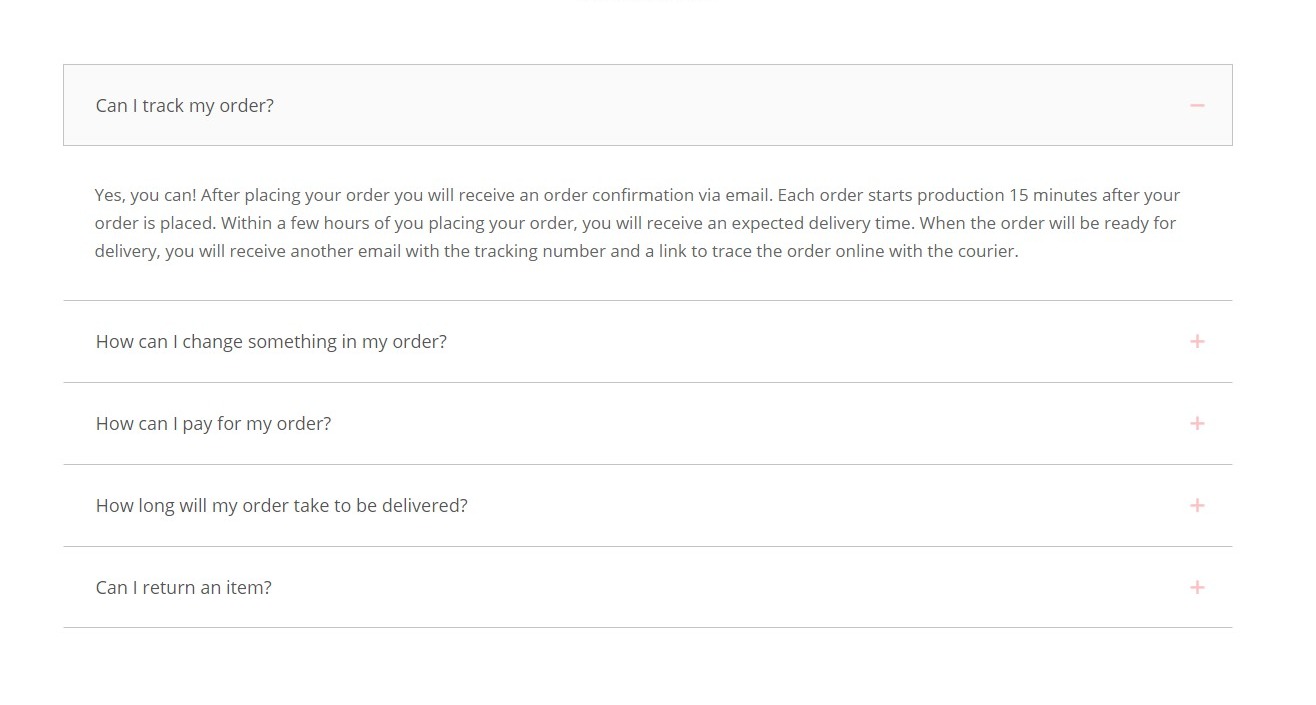 Can I track my order?
Yes, you can! After placing your order you will receive an order confirmation via email. Each order starts production 15 minutes after your
order is placed. Within a few hours of you placing your order, you will receive an expected delivery time. When the order will be ready for
delivery, you will receive another email with the tracking number and a link to trace the order online with the courier.
How can I change something in my order?
How can I pay for my order?
How long will my order take to be delivered?
Can I return an item?